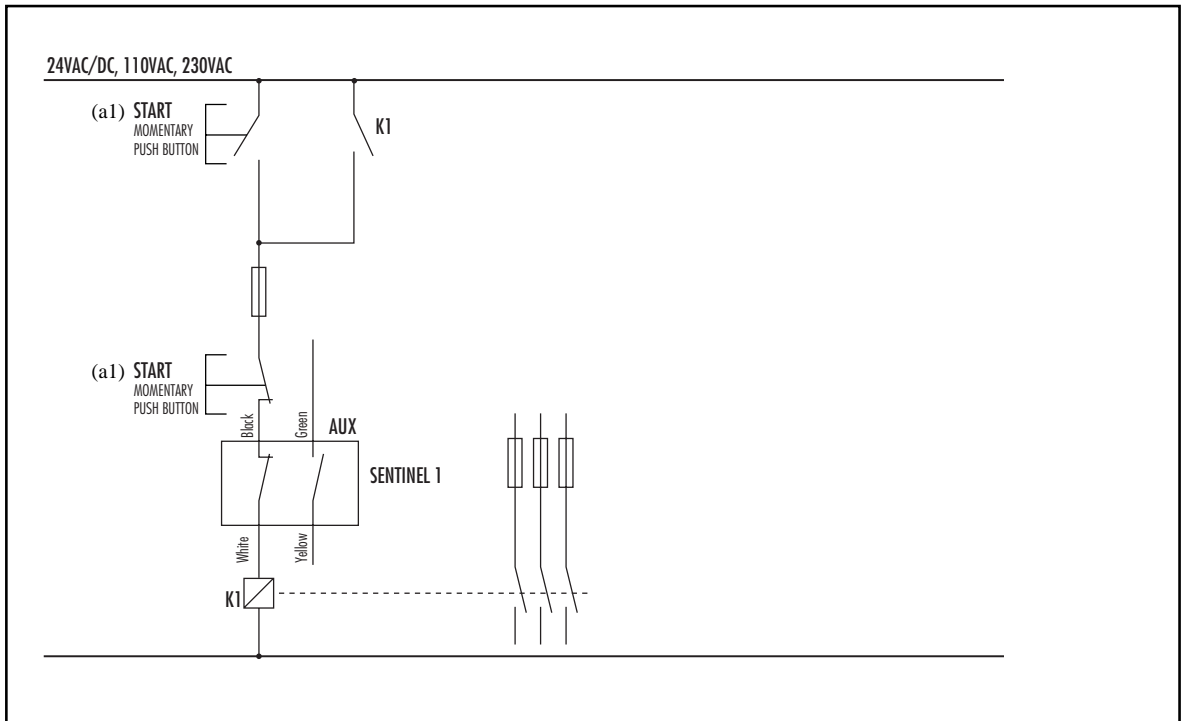 24VAC/DC, 110VAC, 230VAC
(a1) START
MOMENTARY
PUSH BUTTON
K1
(a1) START
MOMENTARY
PUSH BUTTON
Black
Green
AUX
SENTINEL 1
White
Yellow
K1